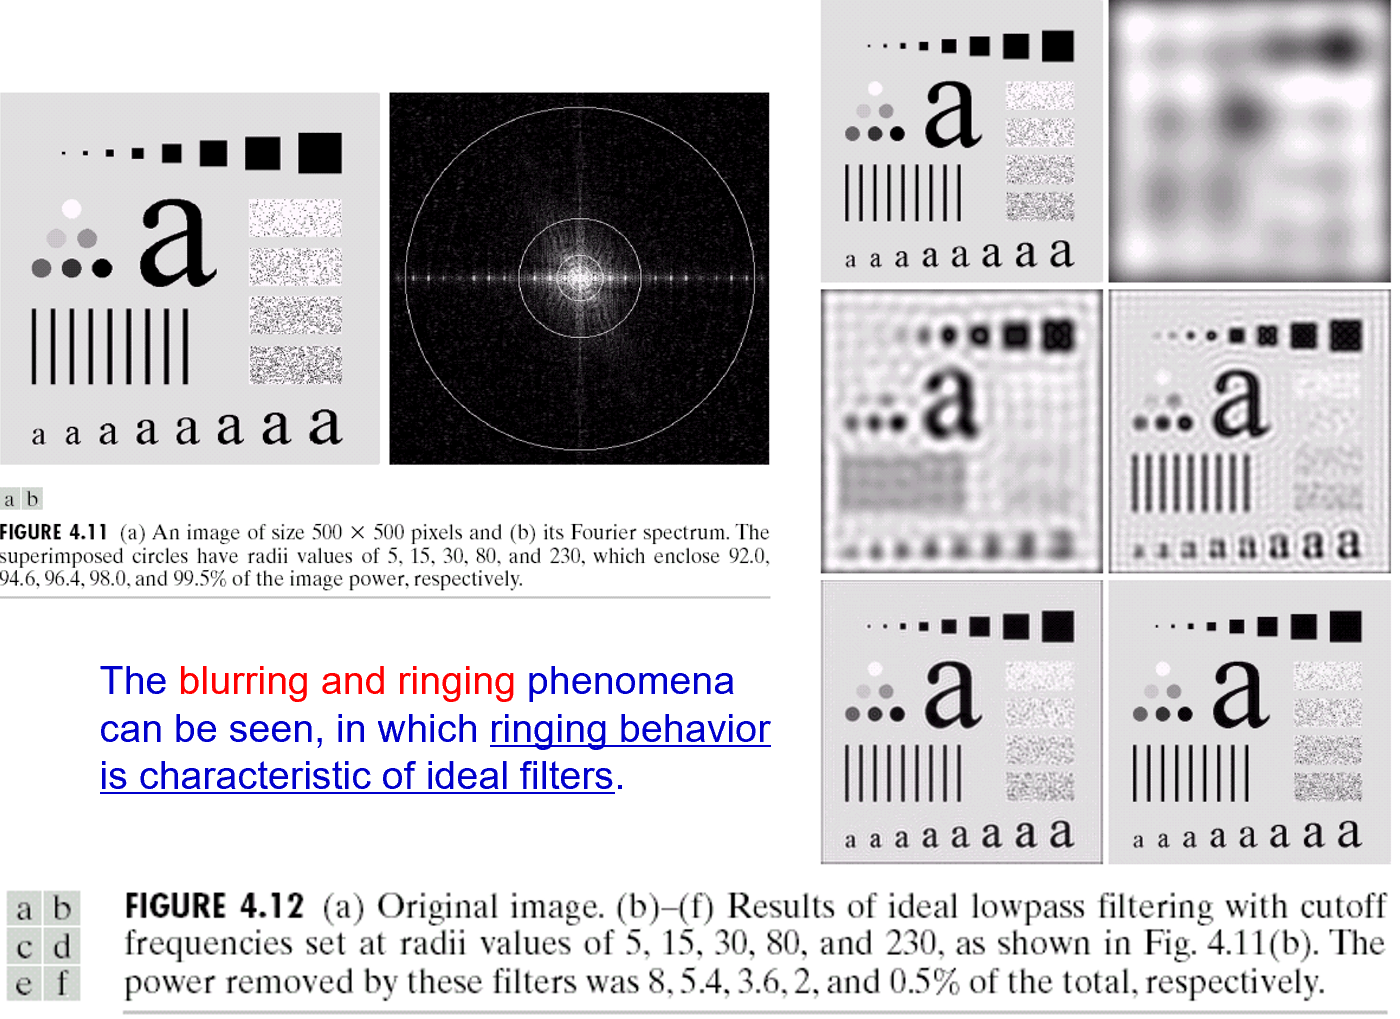 a
a a a a a a a a
a b
FIGURE 4.11 (a) An image of size 500 × 500 pixels and (b) its Fourier spectrum. The
superimposed circles have radii values of 5, 15, 30, 80, and 230, which enclose 92.0,
94.6, 96.4, 98.0, and 99.5% of the image power, respectively.
The blurring and ringing phenomena
can be seen, in which ringing behavior
is characteristic of ideal filters.
a
a a a a a a a a
a
a
a a a a a a a a
a
a a a a a a a a
a
a a a a a a a a
a b
c d
e f
FIGURE 4.12 (a) Original image. (b)–(f) Results of ideal lowpass filtering with cutoff
frequencies set at radii values of 5, 15, 30, 80, and 230, as shown in Fig. 4.11(b). The
power removed by these filters was 8, 5.4, 3.6, 2, and 0.5% of the total, respectively.